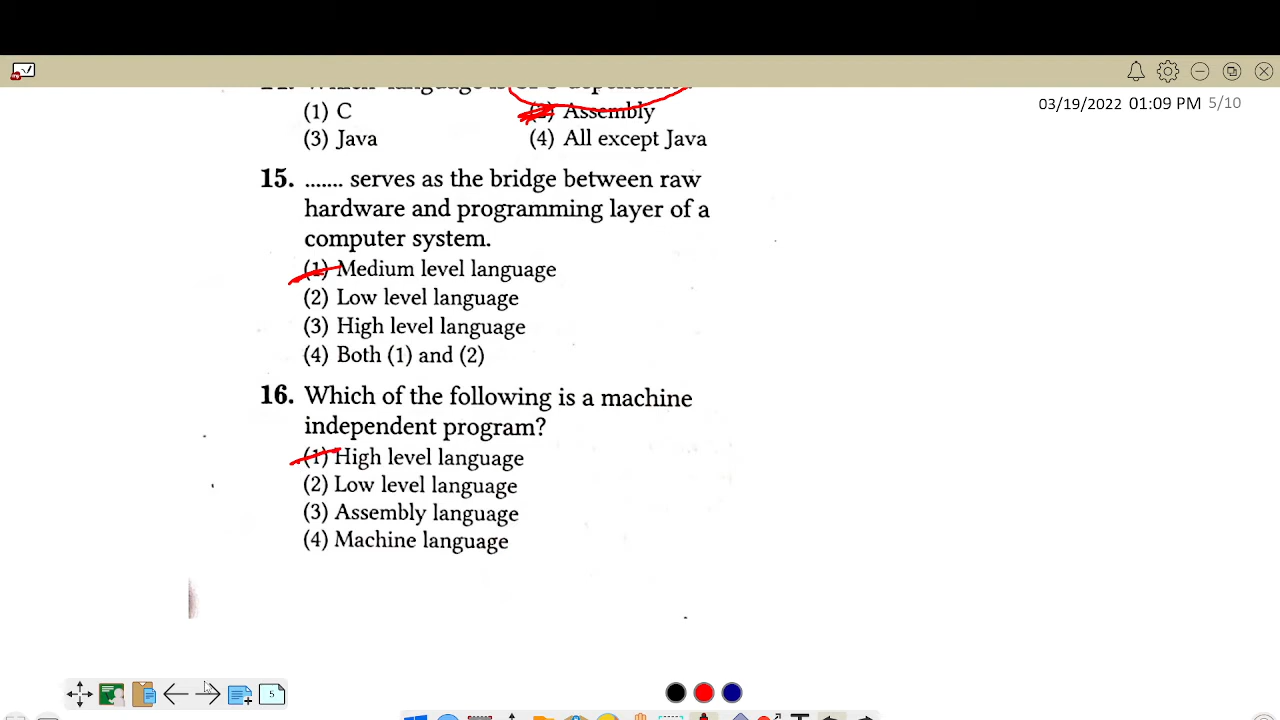 03/19/2022 01:09 PM 5/10
language is
(1) C
Assembly
(3) Java
(4) All except Java
15. ....... serves as the bridge between raw
hardware and programming layer of a
computer system.
(1) Medium level language
(2) Low level language
(3) High level language
(4) Both (1) and (2)
16. Which of the following is a machine
independent program?
(1) High level language
(2) Low level language
(3) Assembly language
(4) Machine language
5